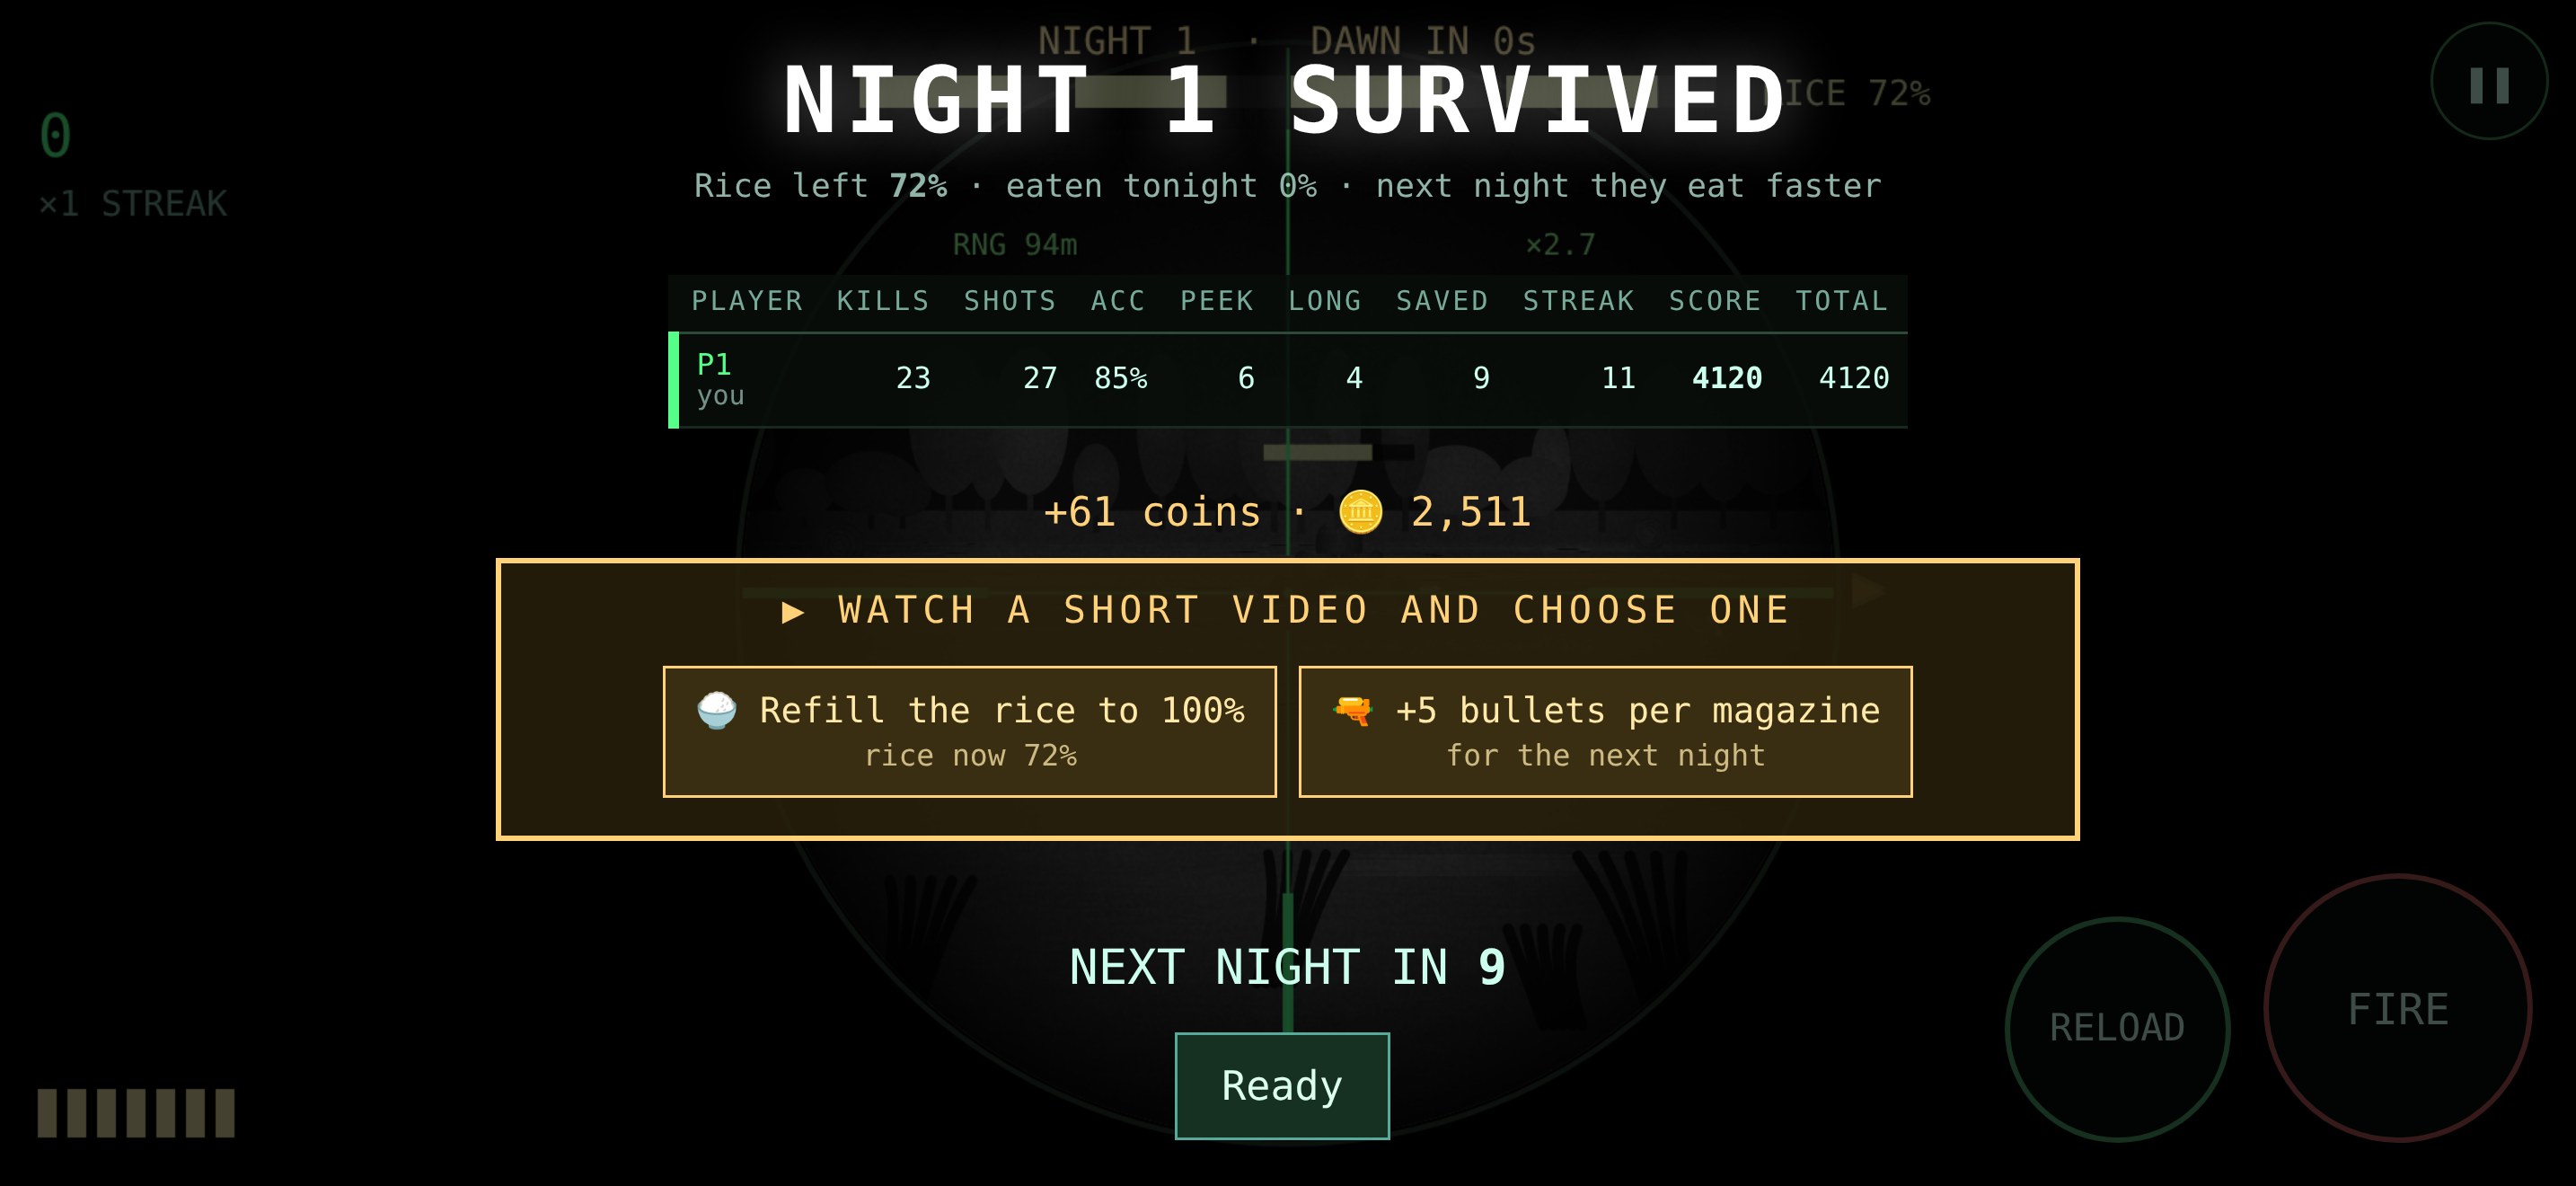 NIGHT 1 · DAWN IN 0s
NIGHT 1 SURVIVED
ICE 72%
0
×1 STREAK
Rice left 72% · eaten tonight 0% · next night they eat faster
RNG 94m ×2.7
PLAYER KILLS SHOTS ACC PEEK LONG SAVED STREAK SCORE TOTAL
P1
you
23 27 85% 6 4 9 11 4120 4120
+61 coins · 2,511
▶ WATCH A SHORT VIDEO AND CHOOSE ONE
Refill the rice to 100%
rice now 72%
+5 bullets per magazine
for the next night
NEXT NIGHT IN 9
Ready
RELOAD
FIRE